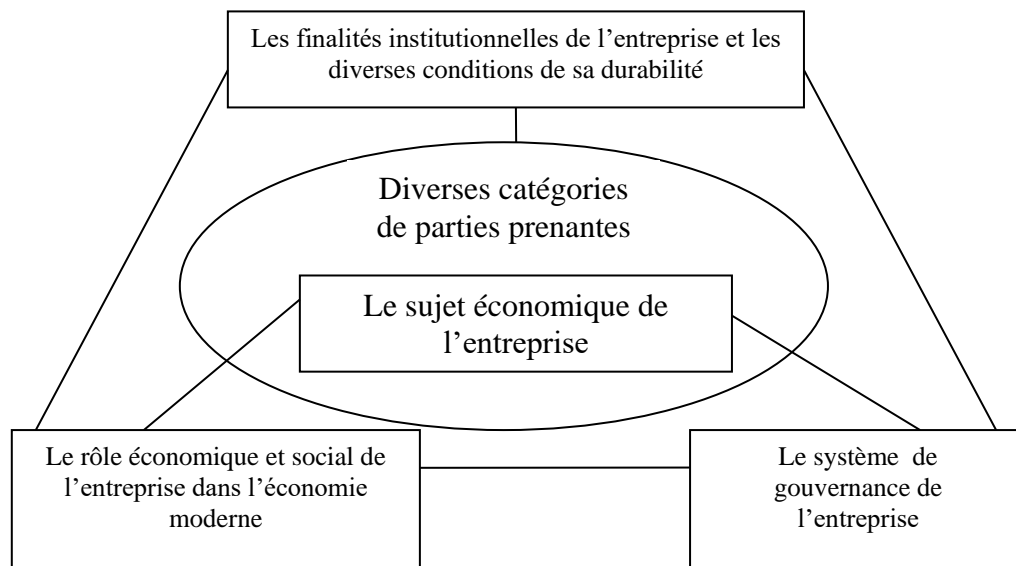 Les finalités institutionnelles de l’entreprise et les
diverses conditions de sa durabilité
Diverses catégories
de parties prenantes
Le sujet économique de
l’entreprise
Le rôle économique et social de
l’entreprise dans l’économie
moderne
Le système de
gouvernance de
l’entreprise